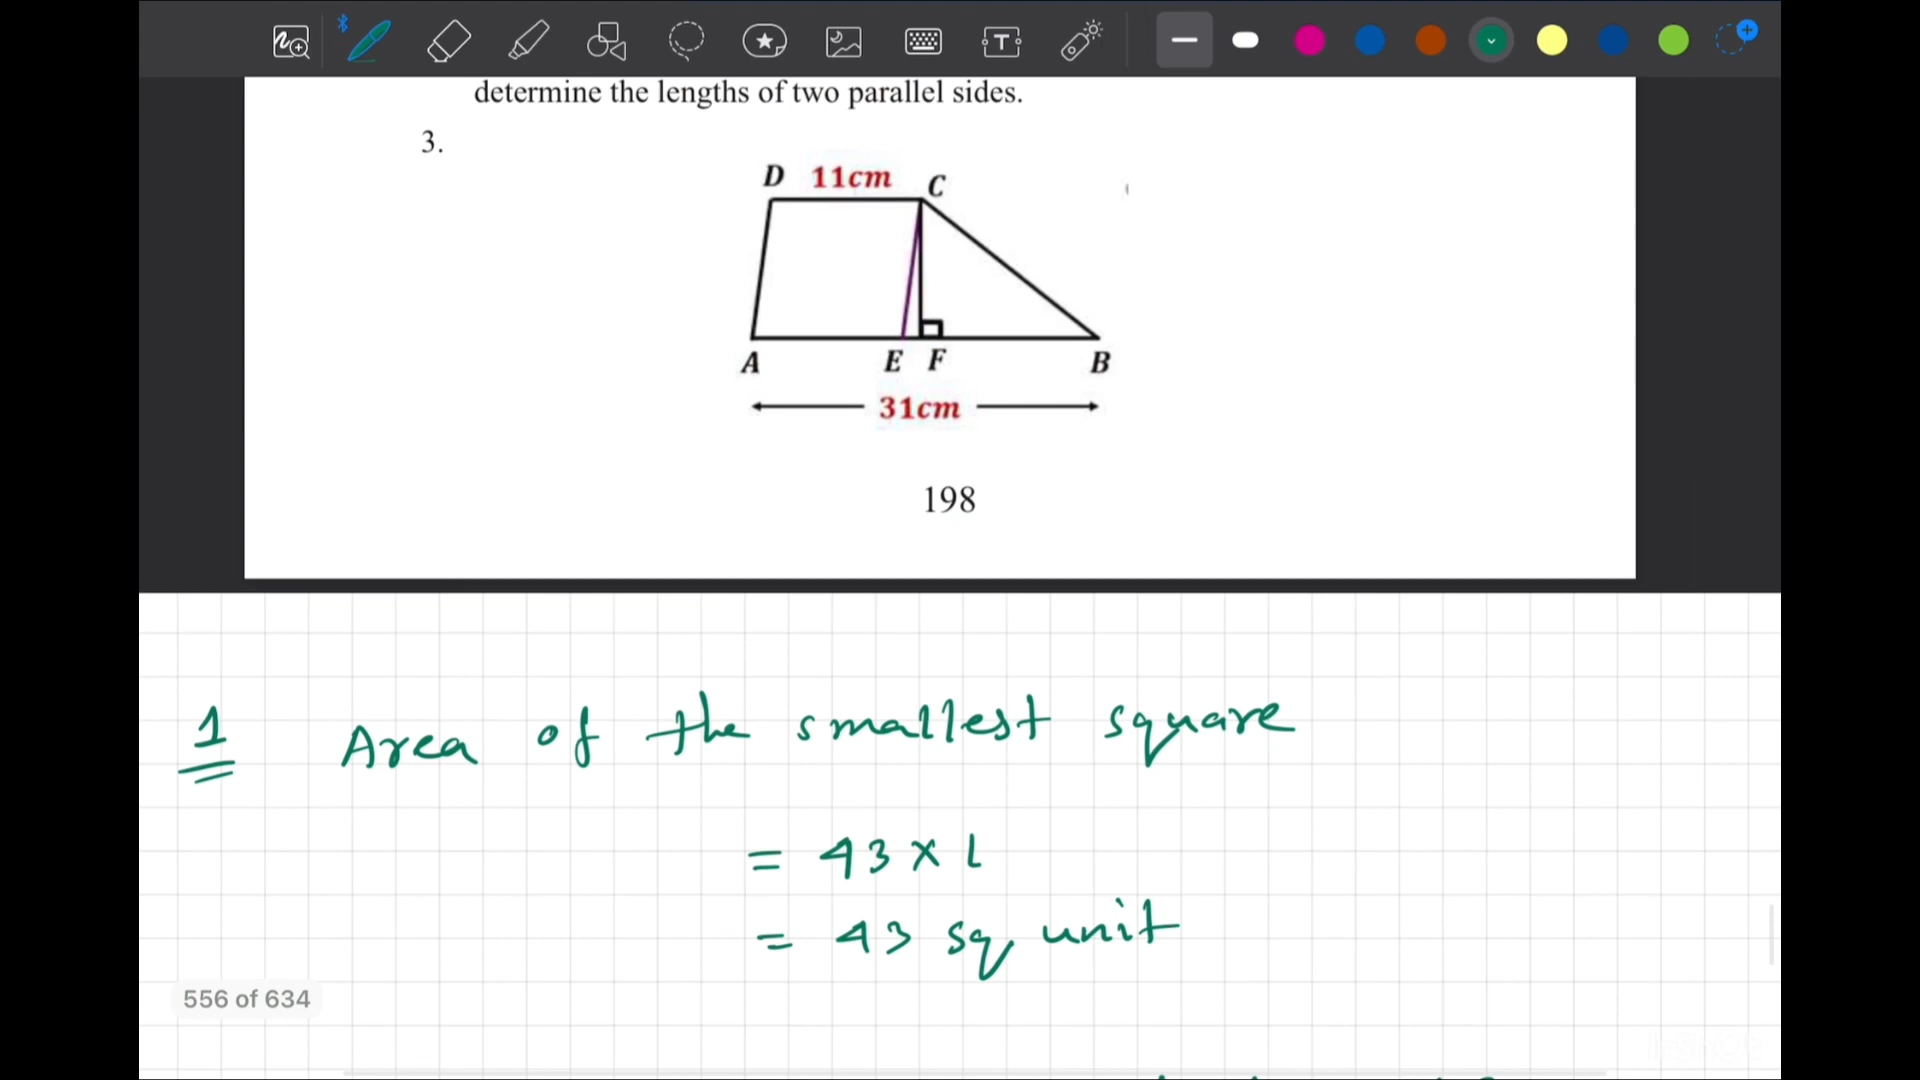 determine the lengths of two parallel sides.
3.
D 11cm C
A E F B
31cm
198
1 Area of the smallest square
= 43 × 1
= 43 sq unit
556 of 634